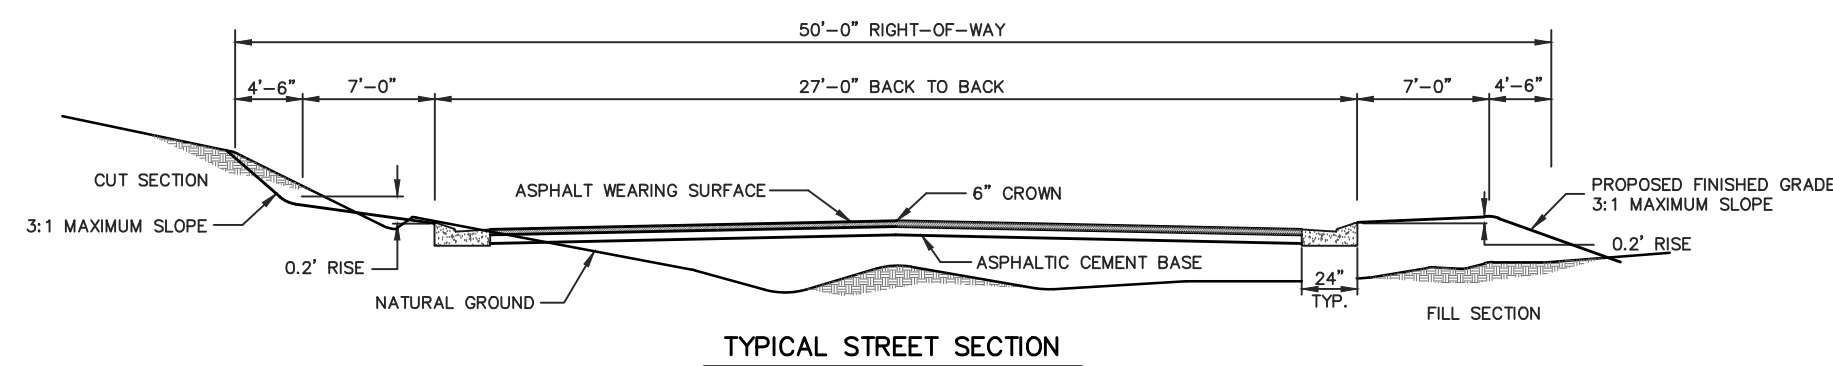 50'-0" RIGHT-OF-WAY
4'-6"
7'-0"
27'-0" BACK TO BACK
7'-0"
4'-6"
CUT SECTION
ASPHALT WEARING SURFACE
6" CROWN
PROPOSED FINISHED GRADE
3:1 MAXIMUM SLOPE
3:1 MAXIMUM SLOPE
0.2' RISE
0.2' RISE
ASPHALTIC CEMENT BASE
NATURAL GROUND
24"
TYP.
FILL SECTION
TYPICAL STREET SECTION